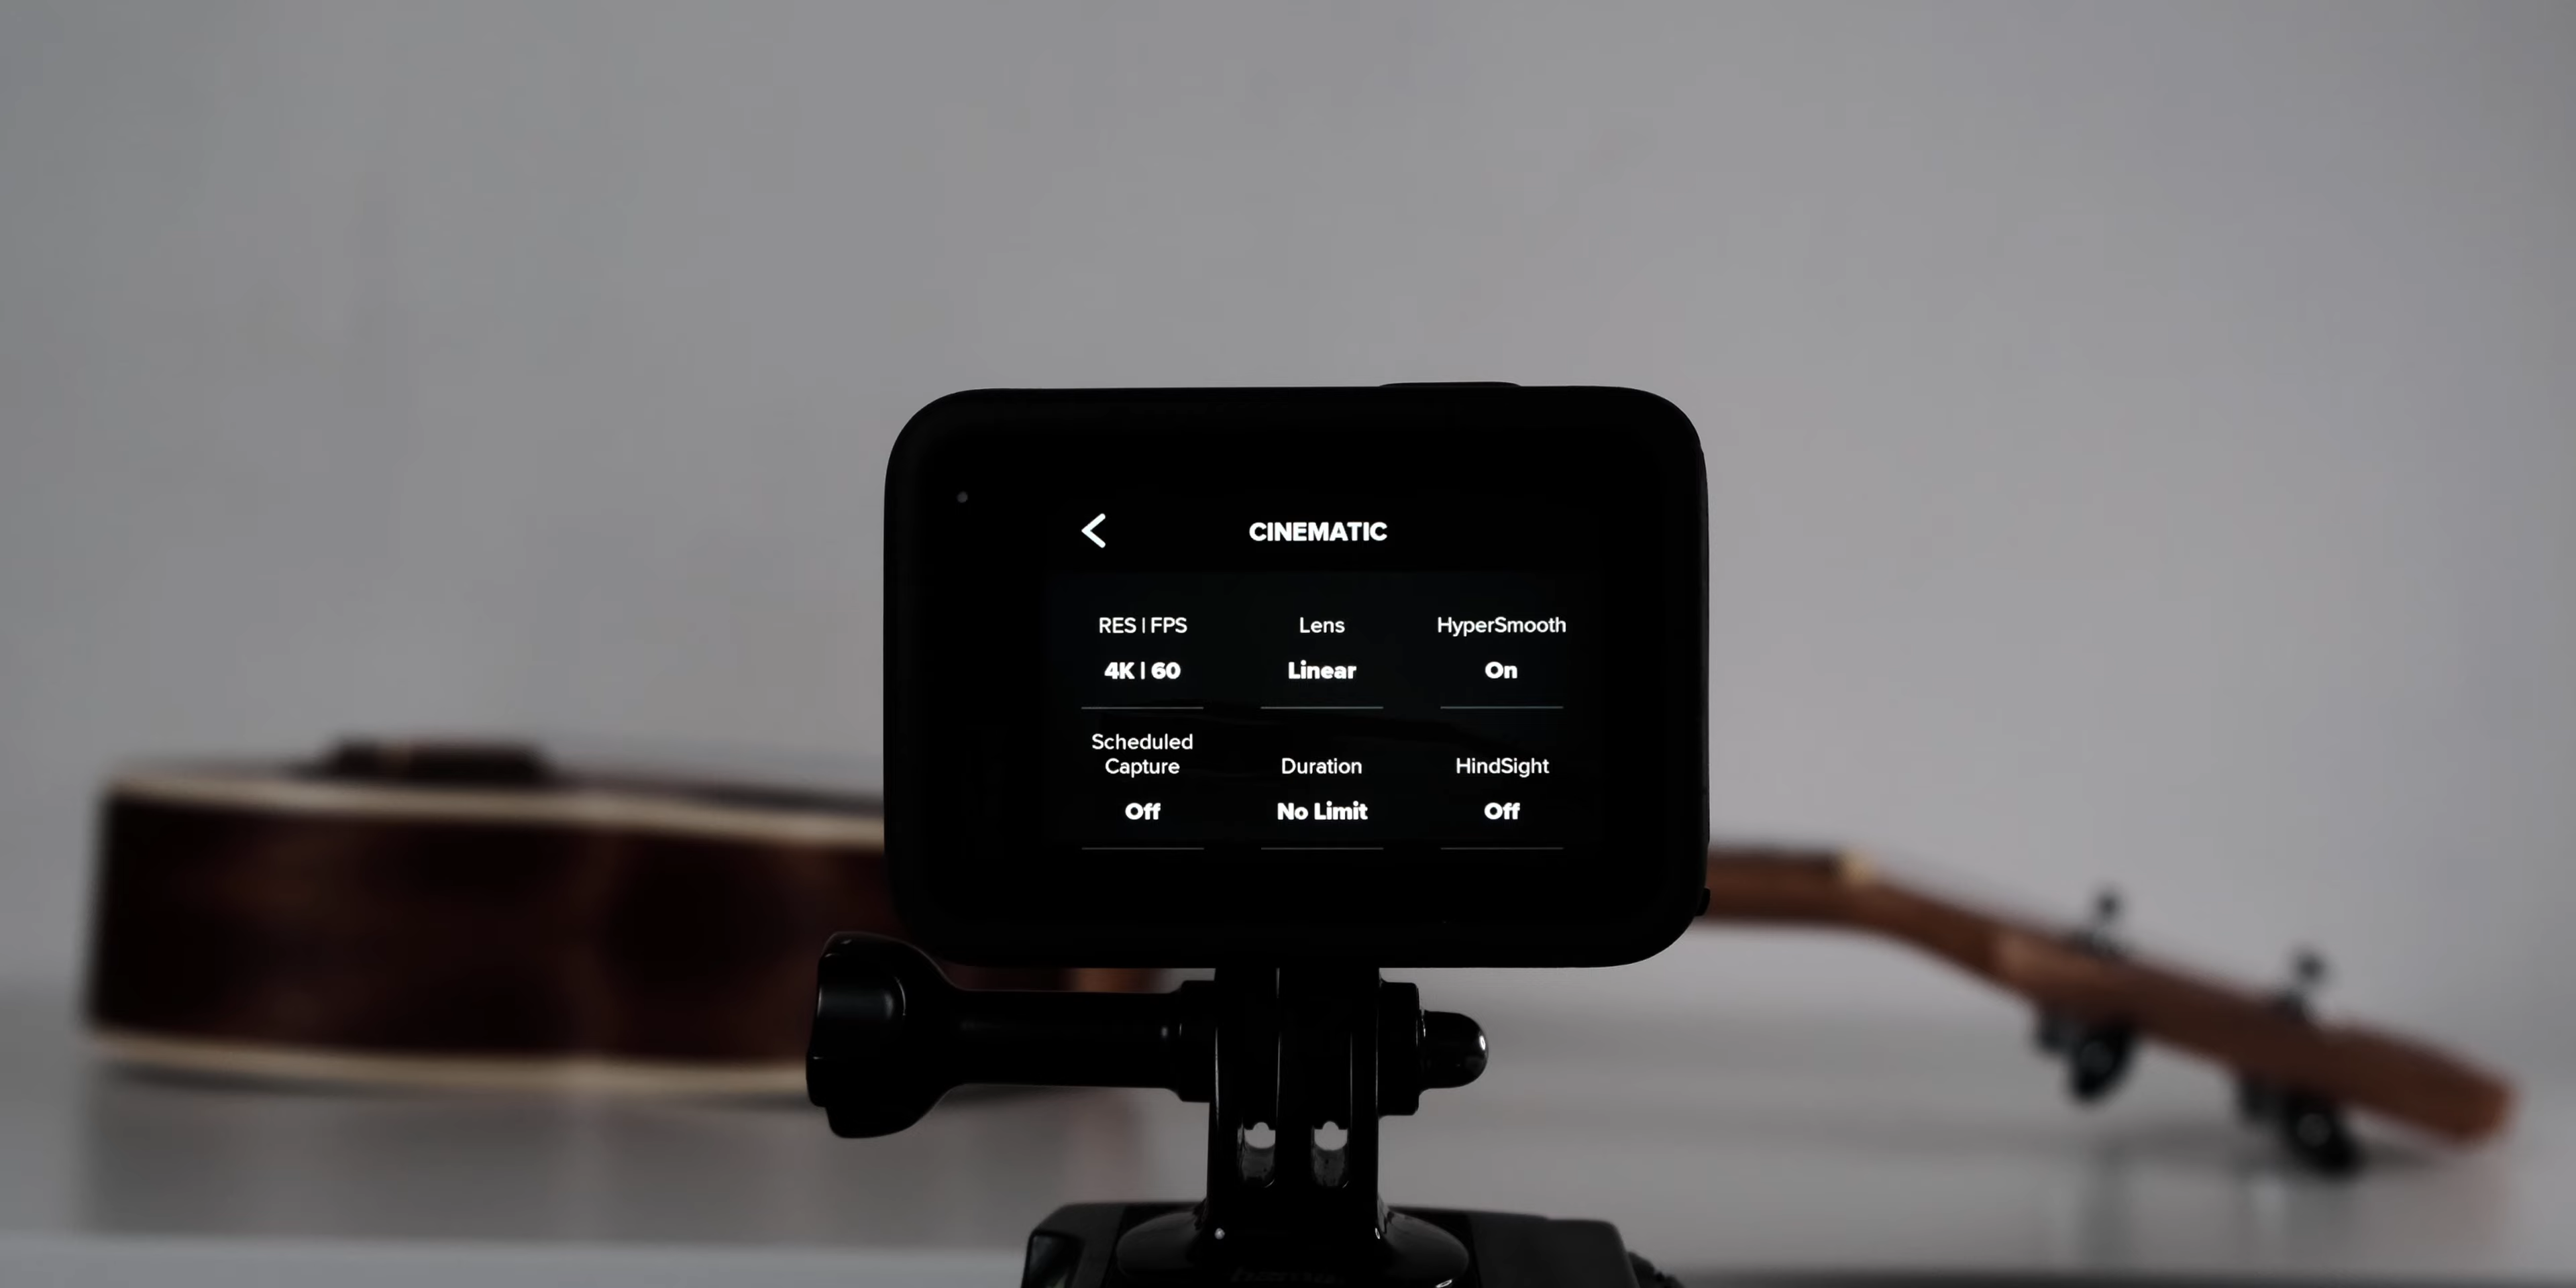 CINEMATIC
RES | FPS
4K | 60
Lens
Linear
HyperSmooth
On
Scheduled
Capture
Off
Duration
No Limit
HindSight
Off